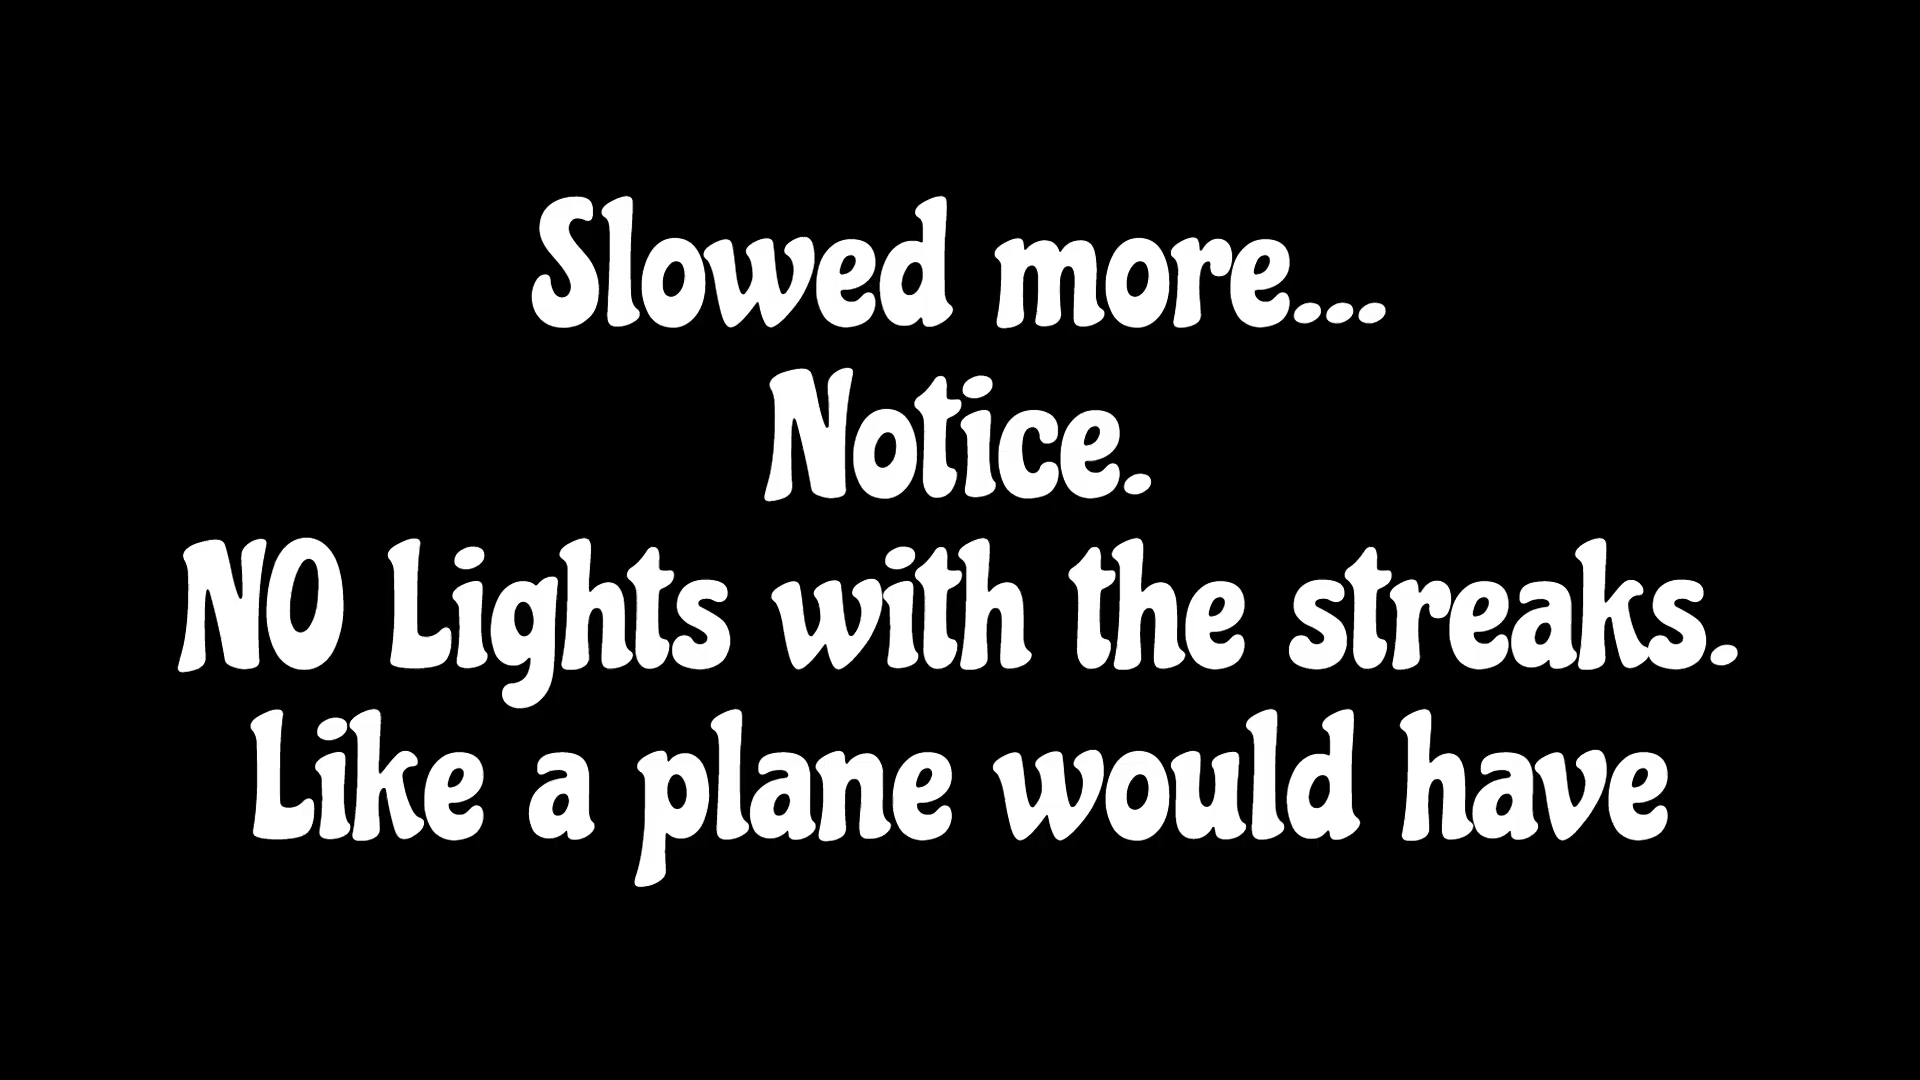 Slowed more...
Notice.
NO Lights with the streaks.
Like a plane would have